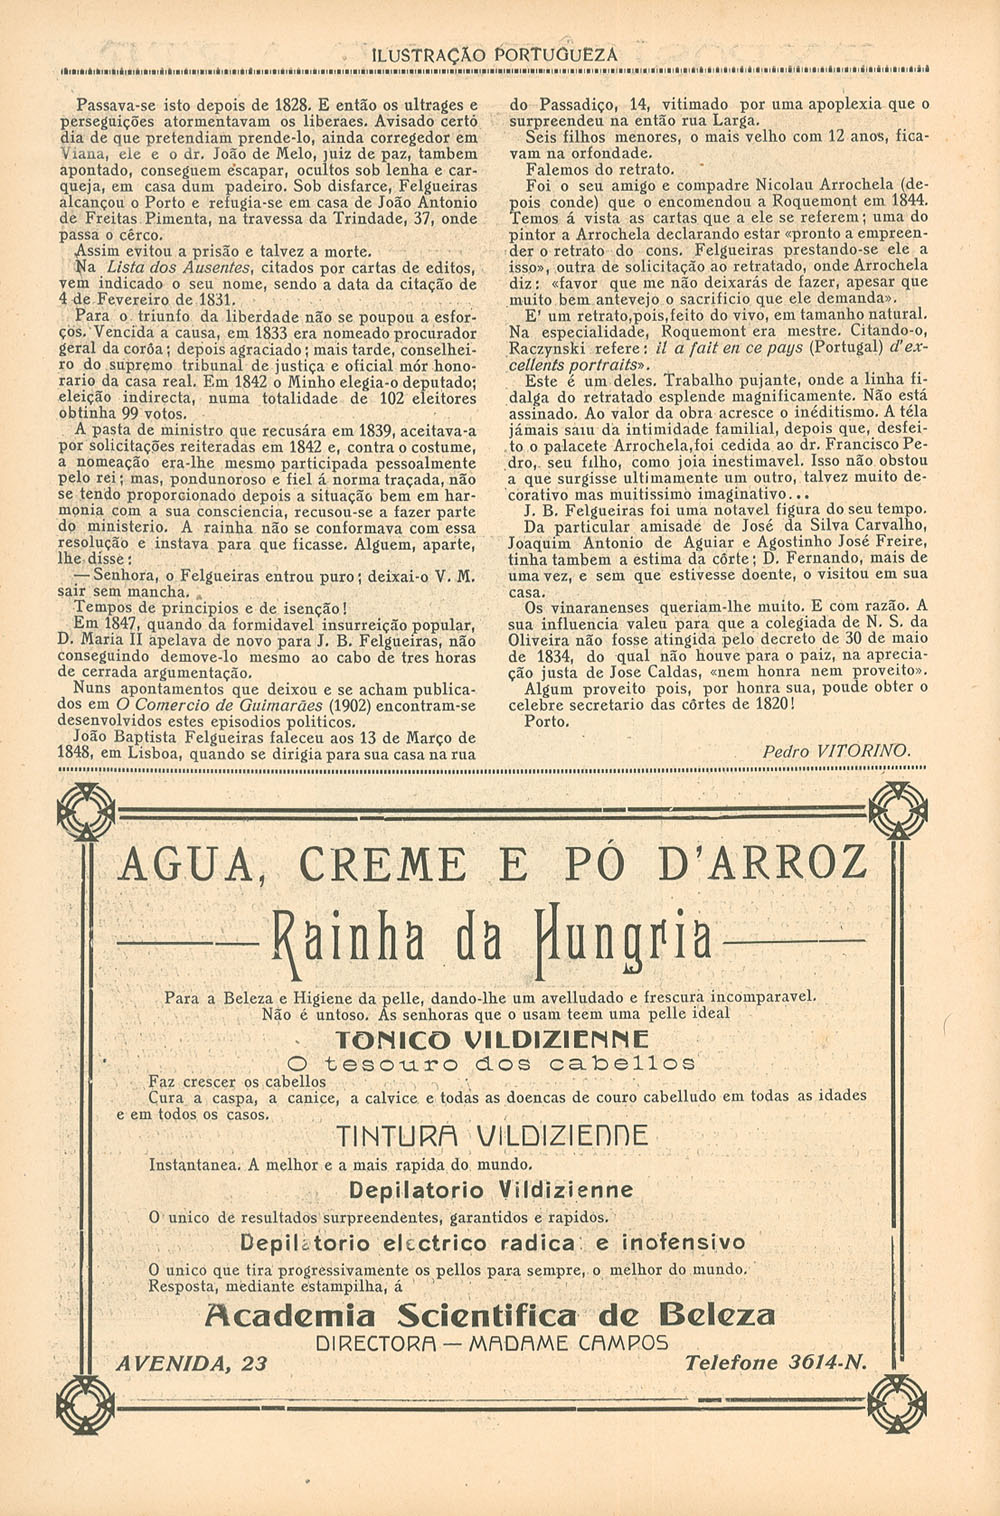 ILUSTRAÇÃO PORTUGUEZA
Passava-se isto depois de 1828. E então os ultrages e
perseguições atormentavam os liberaes. Avisado certo
dia de que pretendiam prende-lo, ainda corregedor em
Viana, ele e o dr. João de Melo, juiz de paz, tambem
apontado, conseguem escapar, ocultos sob lenha e car-
queja, em casa dum padeiro. Sob disfarce, Felgueiras
alcançou o Porto e refugia-se em casa de João Antonio
de Freitas Pimenta, na travessa da Trindade, 37, onde
passa o cêrco.
Assim evitou a prisão e talvez a morte.
Na Lista dos Ausentes, citados por cartas de editos,
vem indicado o seu nome, sendo a data da citação de
4 de Fevereiro de 1831.
Para o triunfo da liberdade não se poupou a esfor-
ços. Vencida a causa, em 1833 era nomeado procurador
geral da corôa; depois agraciado; mais tarde, conselhei-
ro do supremo tribunal de justiça e oficial mór hono-
rario da casa real. Em 1842 o Minho elegia-o deputado;
eleição indirecta, numa totalidade de 102 eleitores
obtinha 99 votos.
A pasta de ministro que recusára em 1839, aceitava-a
por solicitações reiteradas em 1842 e, contra o costume,
a nomeação era-lhe mesmo participada pessoalmente
pelo rei; mas, pondunoroso e fiel á norma traçada, não
se tendo proporcionado depois a situação bem em har-
monia com a sua consciencia, recusou-se a fazer parte
do ministerio. A rainha não se conformava com essa
resolução e instava para que ficasse. Alguem, aparte,
lhe disse:
—Senhora, o Felgueiras entrou puro; deixai-o V. M.
sair sem mancha.
Tempos de principios e de isenção!
Em 1847, quando da formidavel insurreição popular,
D. Maria II apelava de novo para J. B. Felgueiras, não
conseguindo demove-lo mesmo ao cabo de tres horas
de cerrada argumentação.
Nuns apontamentos que deixou e se acham publica-
dos em O Comercio de Guimarães (1902) encontram-se
desenvolvidos estes episodios politicos.
João Baptista Felgueiras faleceu aos 13 de Março de
1848, em Lisboa, quando se dirigia para sua casa na rua
do Passadiço, 14, vitimado por uma apoplexia que o
surpreendeu na então rua Larga.
Seis filhos menores, o mais velho com 12 anos, fica-
vam na orfondade.
Falemos do retrato.
Foi o seu amigo e compadre Nicolau Arrochela (de-
pois conde) que o encomendou a Roquemont em 1844.
Temos á vista as cartas que a ele se referem; uma do
pintor a Arrochela declarando estar «pronto a empreen-
der o retrato do cons. Felgueiras prestando-se ele a
isso», outra de solicitação ao retratado, onde Arrochela
diz: «favor que me não deixarás de fazer, apesar que
muito bem antevejo o sacrificio que ele demanda».
E' um retrato,pois,feito do vivo, em tamanho natural.
Na especialidade, Roquemont era mestre. Citando-o,
Raczynski refere: il a fait en ce pays (Portugal) d'ex-
cellents portraits».
Este é um deles. Trabalho pujante, onde a linha fi-
dalga do retratado esplende magnificamente. Não está
assinado. Ao valor da obra acresce o inéditismo. A téla
jámais saiu da intimidade familial, depois que, desfei-
to o palacete Arrochela,foi cedida ao dr. Francisco Pe-
dro, seu filho, como joia inestimavel. Isso não obstou
a que surgisse ultimamente um outro, talvez muito de-
corativo mas muitissimo imaginativo...
J. B. Felgueiras foi uma notavel figura do seu tempo.
Da particular amisade de José da Silva Carvalho,
Joaquim Antonio de Aguiar e Agostinho José Freire,
tinha tambem a estima da côrte; D. Fernando, mais de
uma vez, e sem que estivesse doente, o visitou em sua
casa.
Os vimaranenses queriam-lhe muito. E com razão. A
sua influencia valeu para que a colegiada de N. S. da
Oliveira não fosse atingida pelo decreto de 30 de maio
de 1834, do qual não houve para o paiz, na aprecia-
ção justa de Jose Caldas, «nem honra nem proveito».
Algum proveito pois, por honra sua, poude obter o
celebre secretario das côrtes de 1820!
Porto.
Pedro VITORINO.
AGUA, CREME E PÓ D'ARROZ
Rainha da Hungria
Para a Beleza e Higiene da pelle, dando-lhe um avelludado e frescura incomparavel.
Não é untoso. As senhoras que o usam teem uma pelle ideal
TONICO VILDIZIENNE
O tesouro dos cabellos
Faz crescer os cabellos
Cura a caspa, a canice, a calvice e todas as doencas de couro cabelludo em todas as idades
e em todos os casos.
TINTURA VILDIZIENNE
Instantanea. A melhor e a mais rapida do mundo.
Depilatorio Vildizienne
O unico de resultados surpreendentes, garantidos e rapidos.
Depilatorio electrico radical e inofensivo
O unico que tira progressivamente os pellos para sempre, o melhor do mundo.
Resposta, mediante estampilha, á
Academia Scientifica de Beleza
DIRECTORA — MADAME CAMPOS
AVENIDA, 23
Telefone 3614-N.